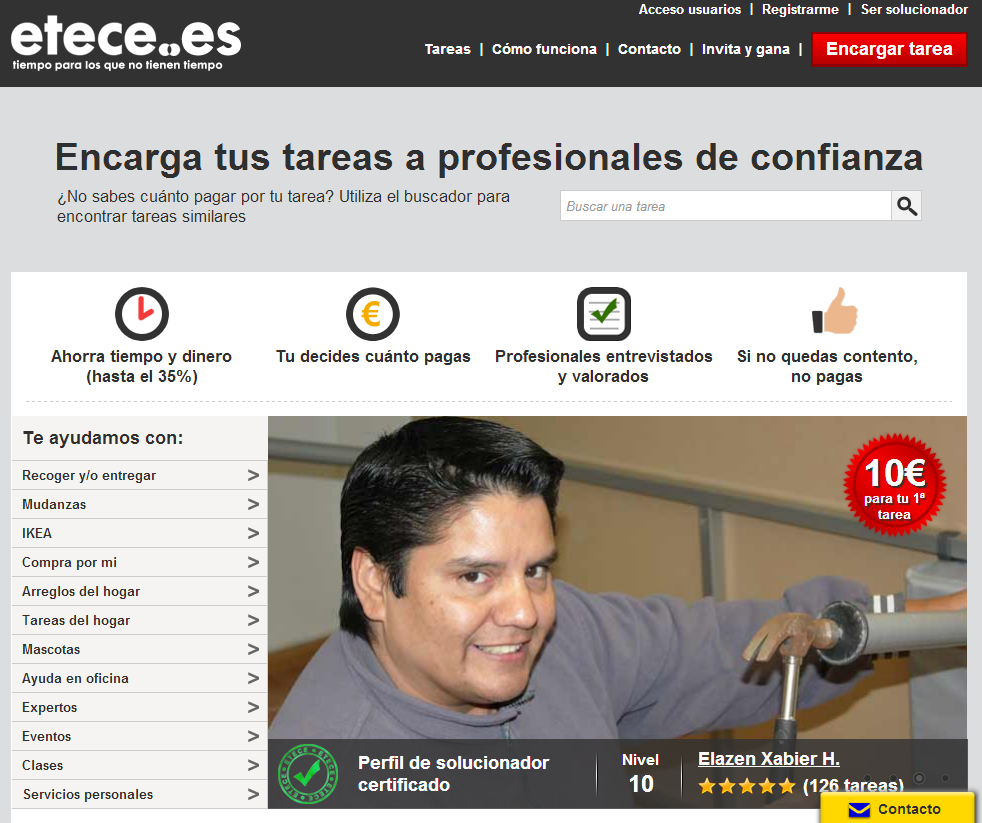 Acceso usuarios | Registrarme | Ser solucionador
etece..es
tiempo para los que no tienen tiempo
Tareas | Cómo funciona | Contacto | Invita y gana |
Encargar tarea
Encarga tus tareas a profesionales de confianza
¿No sabes cuánto pagar por tu tarea? Utiliza el buscador para
encontrar tareas similares
Buscar una tarea
€
Ahorra tiempo y dinero
(hasta el 35%)
Tu decides cuánto pagas
Profesionales entrevistados
y valorados
Si no quedas contento,
no pagas
Te ayudamos con:
Recoger y/o entregar >
Mudanzas >
IKEA >
Compra por mi >
Arreglos del hogar >
Tareas del hogar >
Mascotas >
Ayuda en oficina >
Expertos >
Eventos >
Clases >
Servicios personales >
10€
para tu 1ª
tarea
ETECE ETECE ETECE ETECE
Perfil de solucionador
certificado
Nivel
10
Elazen Xabier H.
(126 tareas)
Contacto